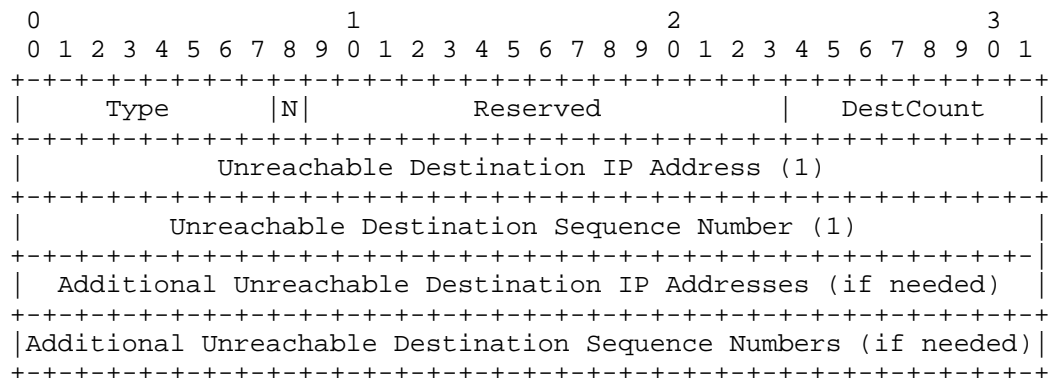 0                   1                   2                   3
 0 1 2 3 4 5 6 7 8 9 0 1 2 3 4 5 6 7 8 9 0 1 2 3 4 5 6 7 8 9 0 1
+-+-+-+-+-+-+-+-+-+-+-+-+-+-+-+-+-+-+-+-+-+-+-+-+-+-+-+-+-+-+-+-+
|     Type      |N|          Reserved           |   DestCount   |
+-+-+-+-+-+-+-+-+-+-+-+-+-+-+-+-+-+-+-+-+-+-+-+-+-+-+-+-+-+-+-+-+
|            Unreachable Destination IP Address (1)             |
+-+-+-+-+-+-+-+-+-+-+-+-+-+-+-+-+-+-+-+-+-+-+-+-+-+-+-+-+-+-+-+-+
|         Unreachable Destination Sequence Number (1)           |
+-+-+-+-+-+-+-+-+-+-+-+-+-+-+-+-+-+-+-+-+-+-+-+-+-+-+-+-+-+-+-+-|
|  Additional Unreachable Destination IP Addresses (if needed)  |
+-+-+-+-+-+-+-+-+-+-+-+-+-+-+-+-+-+-+-+-+-+-+-+-+-+-+-+-+-+-+-+-+
|Additional Unreachable Destination Sequence Numbers (if needed)|
+-+-+-+-+-+-+-+-+-+-+-+-+-+-+-+-+-+-+-+-+-+-+-+-+-+-+-+-+-+-+-+-+